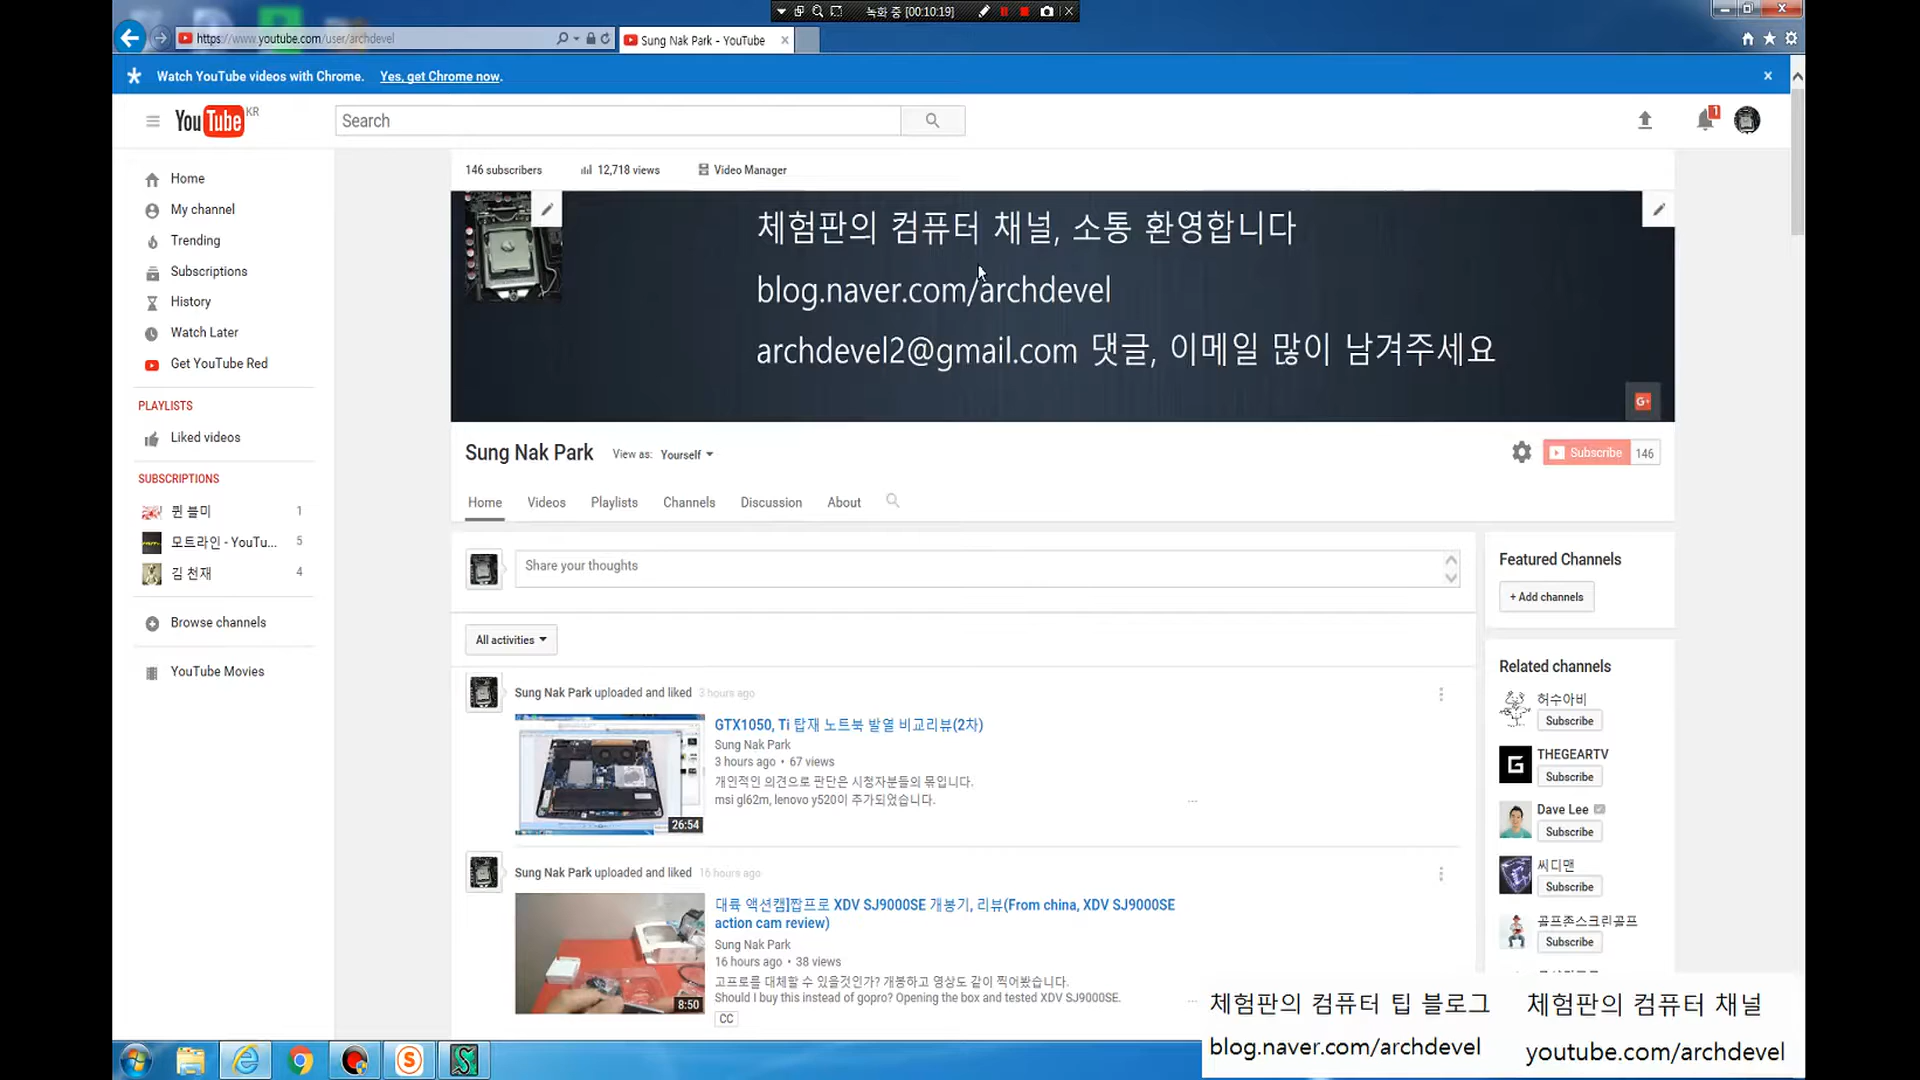 녹화 중 [00:10:19]
https://www.youtube.com/user/archdevel
Sung Nak Park - YouTube
Watch YouTube videos with Chrome. Yes, get Chrome now.
YouTube KR
Search
1
146 subscribers
12,718 views
Video Manager
Home
My channel
Trending
Subscriptions
History
Watch Later
Get YouTube Red
PLAYLISTS
Liked videos
SUBSCRIPTIONS
퀸 블미 1
모트라인 - YouTu... 5
김 천재 4
Browse channels
YouTube Movies
체험판의 컴퓨터 채널, 소통 환영합니다
blog.naver.com/archdevel
archdevel2@gmail.com 댓글, 이메일 많이 남겨주세요
G+
Sung Nak Park
View as: Yourself
Subscribe 146
Home Videos Playlists Channels Discussion About
Share your thoughts
All activities
Sung Nak Park uploaded and liked 3 hours ago
26:54
GTX1050, Ti 탑재 노트북 발열 비교리뷰(2차)
Sung Nak Park
3 hours ago • 67 views
개인적인 의견으로 판단은 시청자분들의 몫입니다.
msi gl62m, lenovo y520이 추가되었습니다.
...
Sung Nak Park uploaded and liked 16 hours ago
8:50
대륙 액션캠]짭프로 XDV SJ9000SE 개봉기, 리뷰(From china, XDV SJ9000SE
action cam review)
Sung Nak Park
16 hours ago • 38 views
고프로를 대체할 수 있을것인가? 개봉하고 영상도 같이 찍어봤습니다.
Should I buy this instead of gopro? Opening the box and tested XDV SJ9000SE.
...
CC
Featured Channels
+ Add channels
Related channels
허수아비
Subscribe
THEGEARTV
Subscribe
Dave Lee
Subscribe
씨디맨
Subscribe
골프존스크린골프
Subscribe
체험판의 컴퓨터 팁 블로그
blog.naver.com/archdevel
체험판의 컴퓨터 채널
youtube.com/archdevel